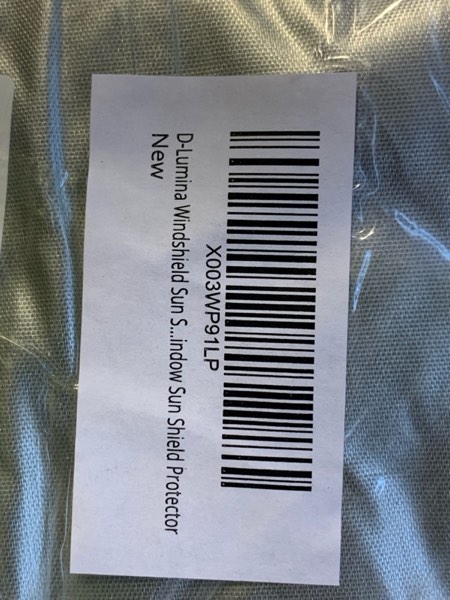 X003WP91LP
D-Lumina Windshield Sun S...indow Sun Shield Protector
New